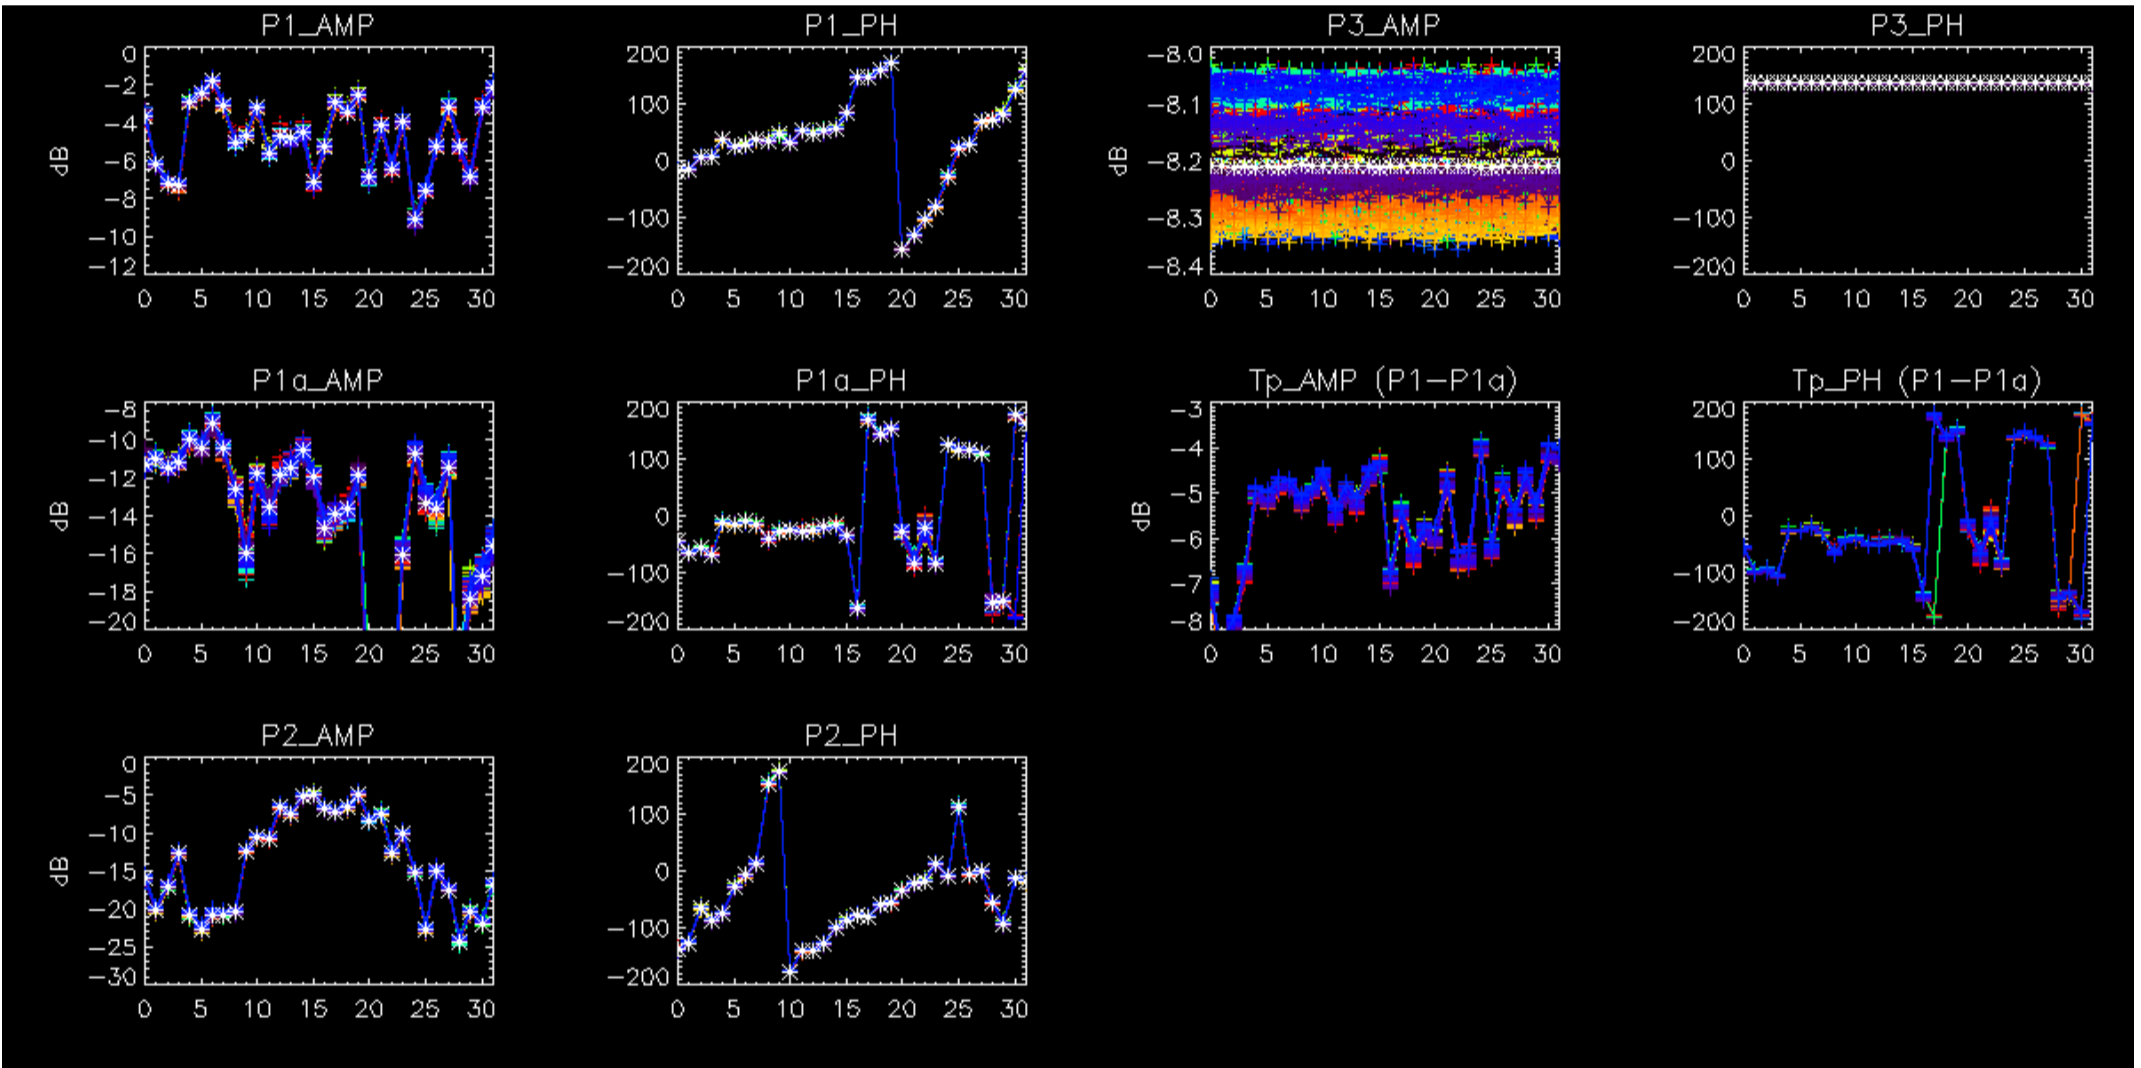 P1_AMP
dB
0
−2
−4
−6
−8
−10
−12
0 5 10 15 20 25 30
P1_PH
200
100
0
−100
−200
0 5 10 15 20 25 30
P3_AMP
dB
−8.0
−8.1
−8.2
−8.3
−8.4
0 5 10 15 20 25 30
P3_PH
200
100
0
−100
−200
0 5 10 15 20 25 30
P1a_AMP
dB
−8
−10
−12
−14
−16
−18
−20
0 5 10 15 20 25 30
P1a_PH
200
100
0
−100
−200
0 5 10 15 20 25 30
Tp_AMP (P1−P1a)
dB
−3
−4
−5
−6
−7
−8
0 5 10 15 20 25 30
Tp_PH (P1−P1a)
200
100
0
−100
−200
0 5 10 15 20 25 30
P2_AMP
dB
0
−5
−10
−15
−20
−25
−30
0 5 10 15 20 25 30
P2_PH
200
100
0
−100
−200
0 5 10 15 20 25 30